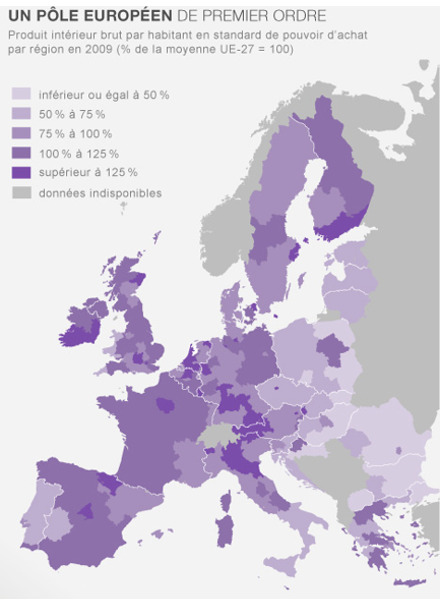 UN PÔLE EUROPÉEN DE PREMIER ORDRE
Produit intérieur brut par habitant en standard de pouvoir d'achat
par région en 2009 (% de la moyenne UE-27 = 100)
inférieur ou égal à 50 %
50 % à 75 %
75 % à 100 %
100 % à 125 %
supérieur à 125 %
données indisponibles